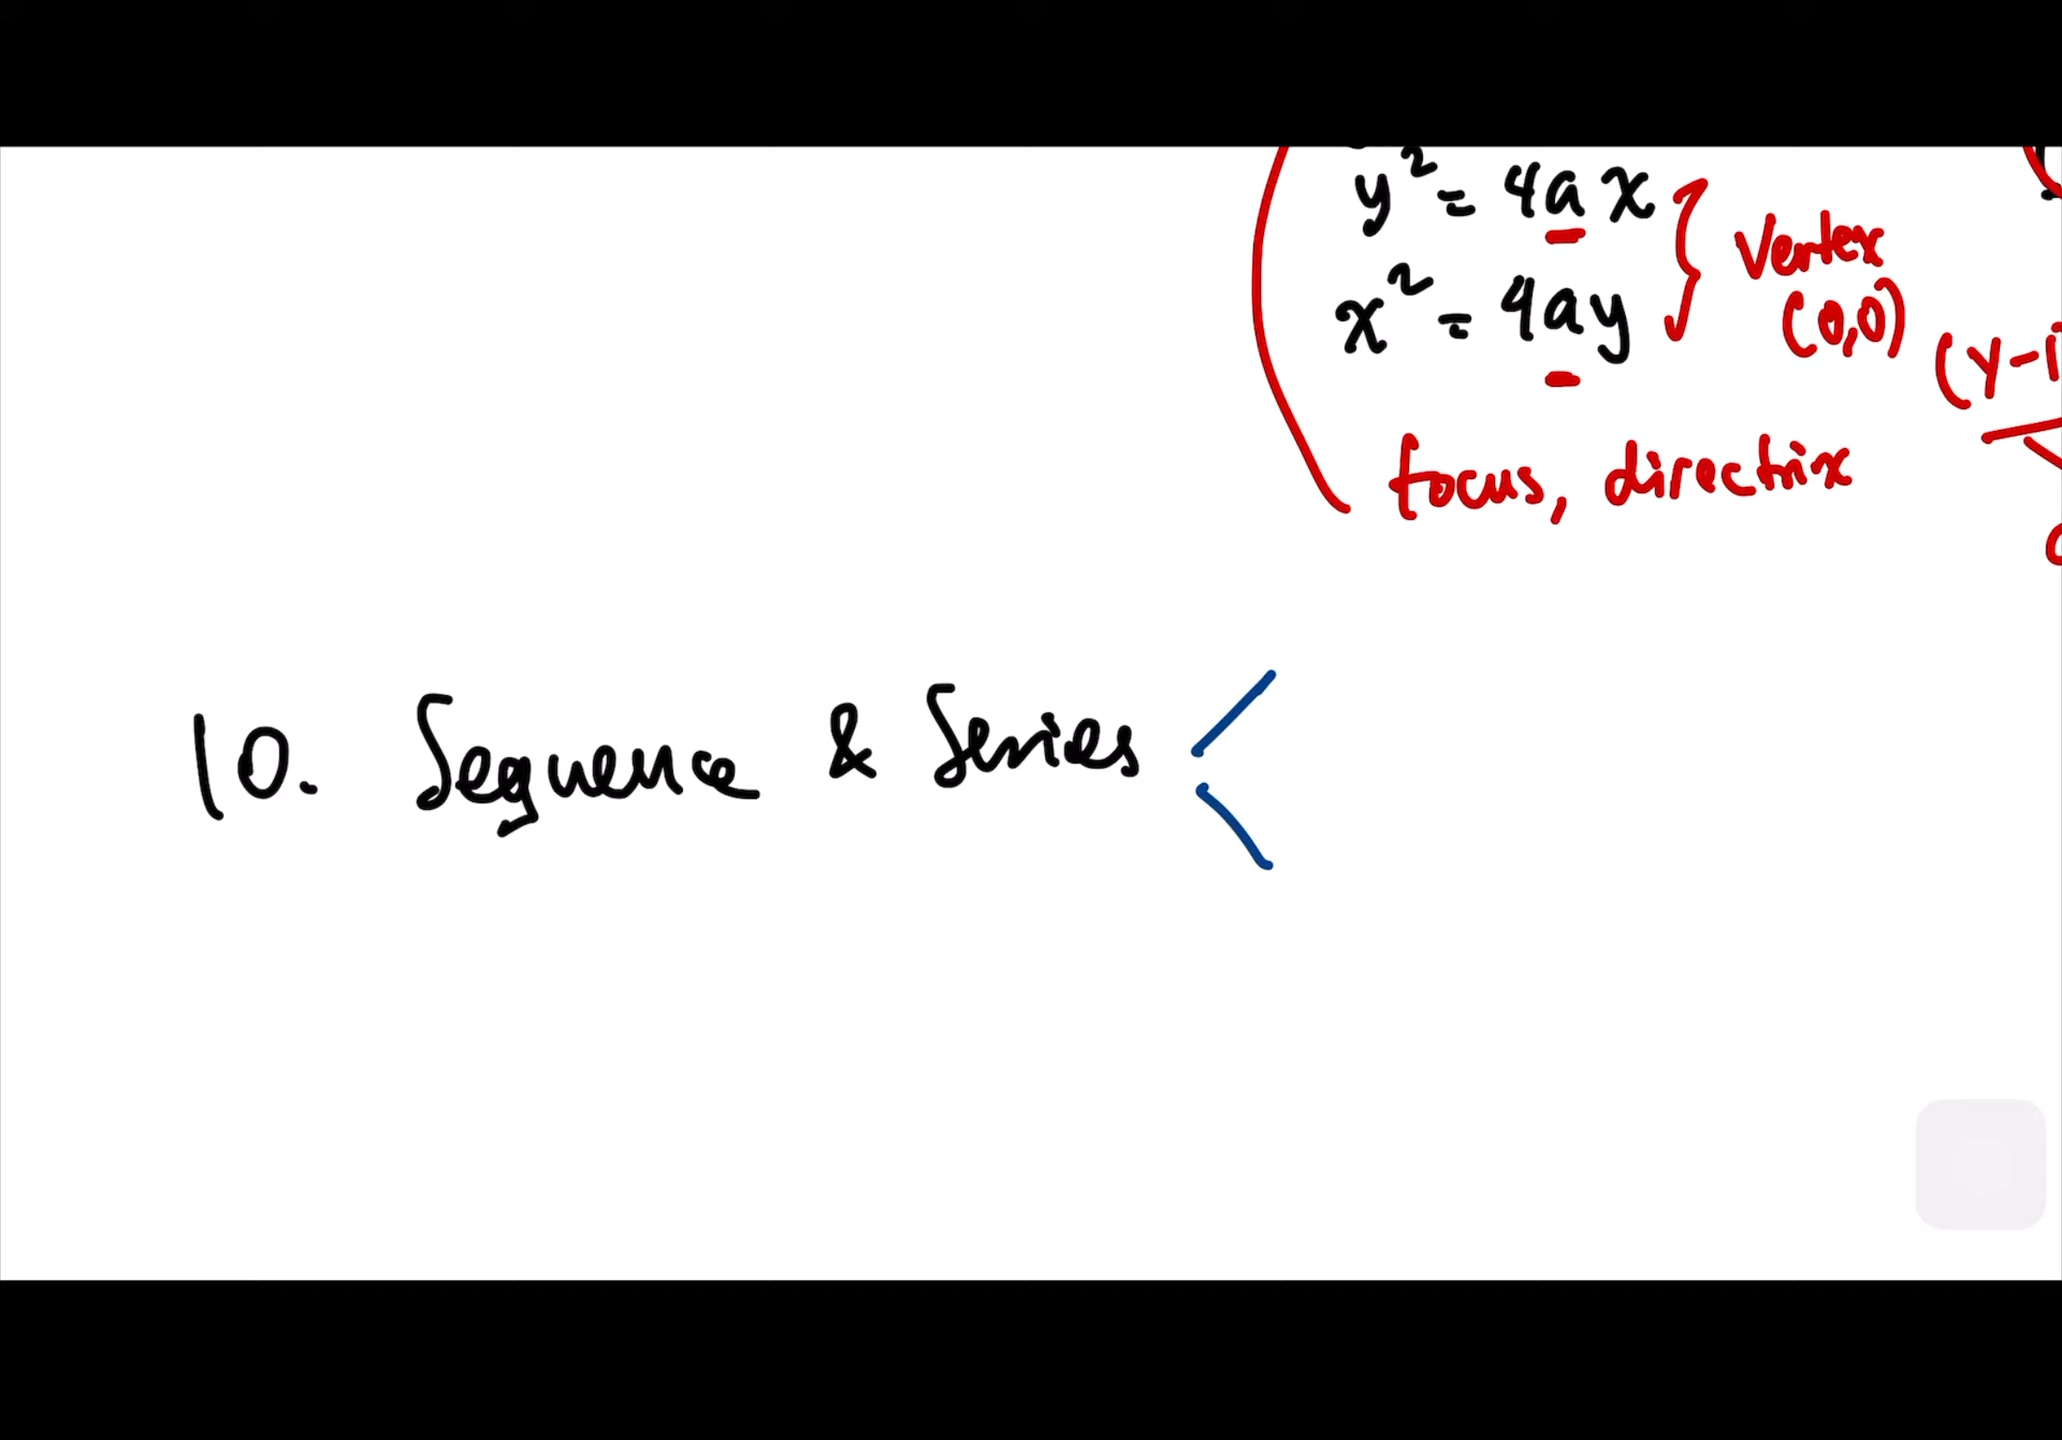 y² = 4ax
x² = 4ay
Vertex
(0,0)
focus, directrix
10. Sequence & Series